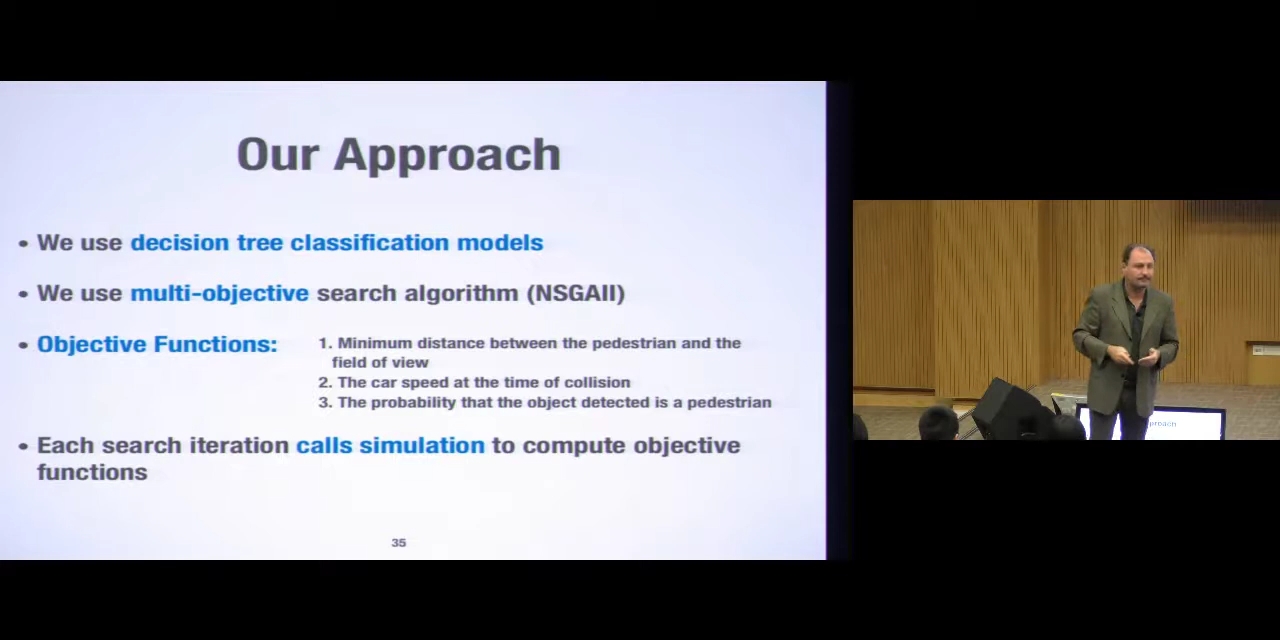 Our Approach
• We use decision tree classification models
• We use multi-objective search algorithm (NSGAII)
• Objective Functions:
1. Minimum distance between the pedestrian and the
field of view
2. The car speed at the time of collision
3. The probability that the object detected is a pedestrian
• Each search iteration calls simulation to compute objective
functions
35